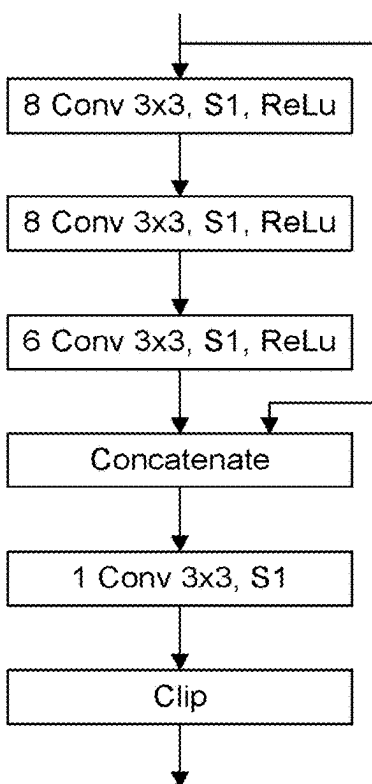 8 Conv 3x3, S1, ReLu
8 Conv 3x3, S1, ReLu
6 Conv 3x3, S1, ReLu
Concatenate
1 Conv 3x3, S1
Clip